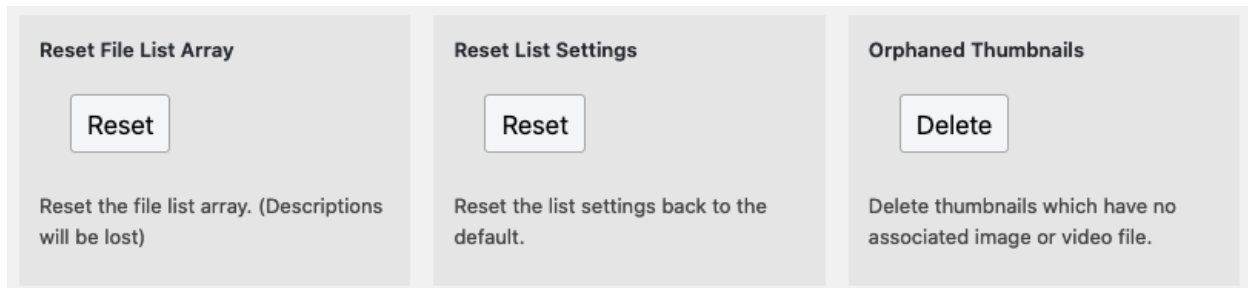 Reset File List Array
Reset
Reset the file list array. (Descriptions
will be lost)
Reset List Settings
Reset
Reset the list settings back to the
default.
Orphaned Thumbnails
Delete
Delete thumbnails which have no
associated image or video file.